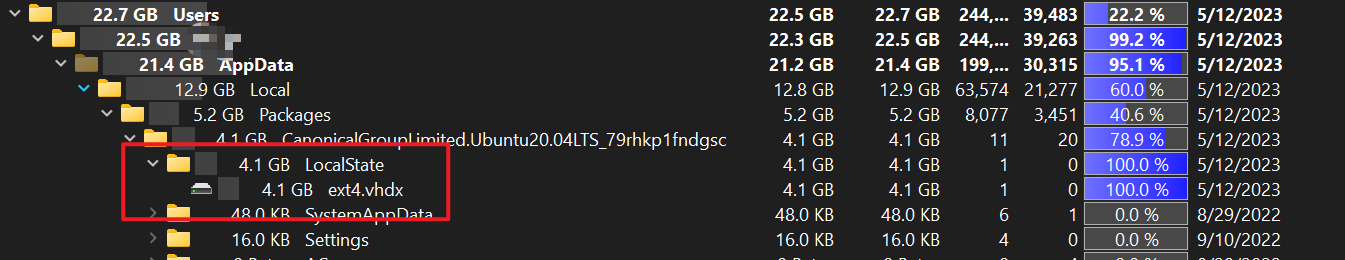 22.7 GB Users 22.5 GB 22.7 GB 244,... 39,483 22.2 % 5/12/2023
22.5 GB 22.3 GB 22.5 GB 244,... 39,263 99.2 % 5/12/2023
21.4 GB AppData 21.2 GB 21.4 GB 199,... 30,315 95.1 % 5/12/2023
12.9 GB Local 12.8 GB 12.9 GB 63,574 21,277 60.0 % 5/12/2023
5.2 GB Packages 5.2 GB 5.2 GB 8,077 3,451 40.6 % 5/12/2023
4.1 GB CanonicalGroupLimited.Ubuntu20.04LTS_79rhkp1fndgsc 4.1 GB 4.1 GB 11 20 78.9 % 5/12/2023
4.1 GB LocalState 4.1 GB 4.1 GB 1 0 100.0 % 5/12/2023
4.1 GB ext4.vhdx 4.1 GB 4.1 GB 1 0 100.0 % 5/12/2023
48.0 KB SystemAppData 48.0 KB 48.0 KB 6 1 0.0 % 8/29/2022
16.0 KB Settings 16.0 KB 16.0 KB 4 0 0.0 % 9/10/2022